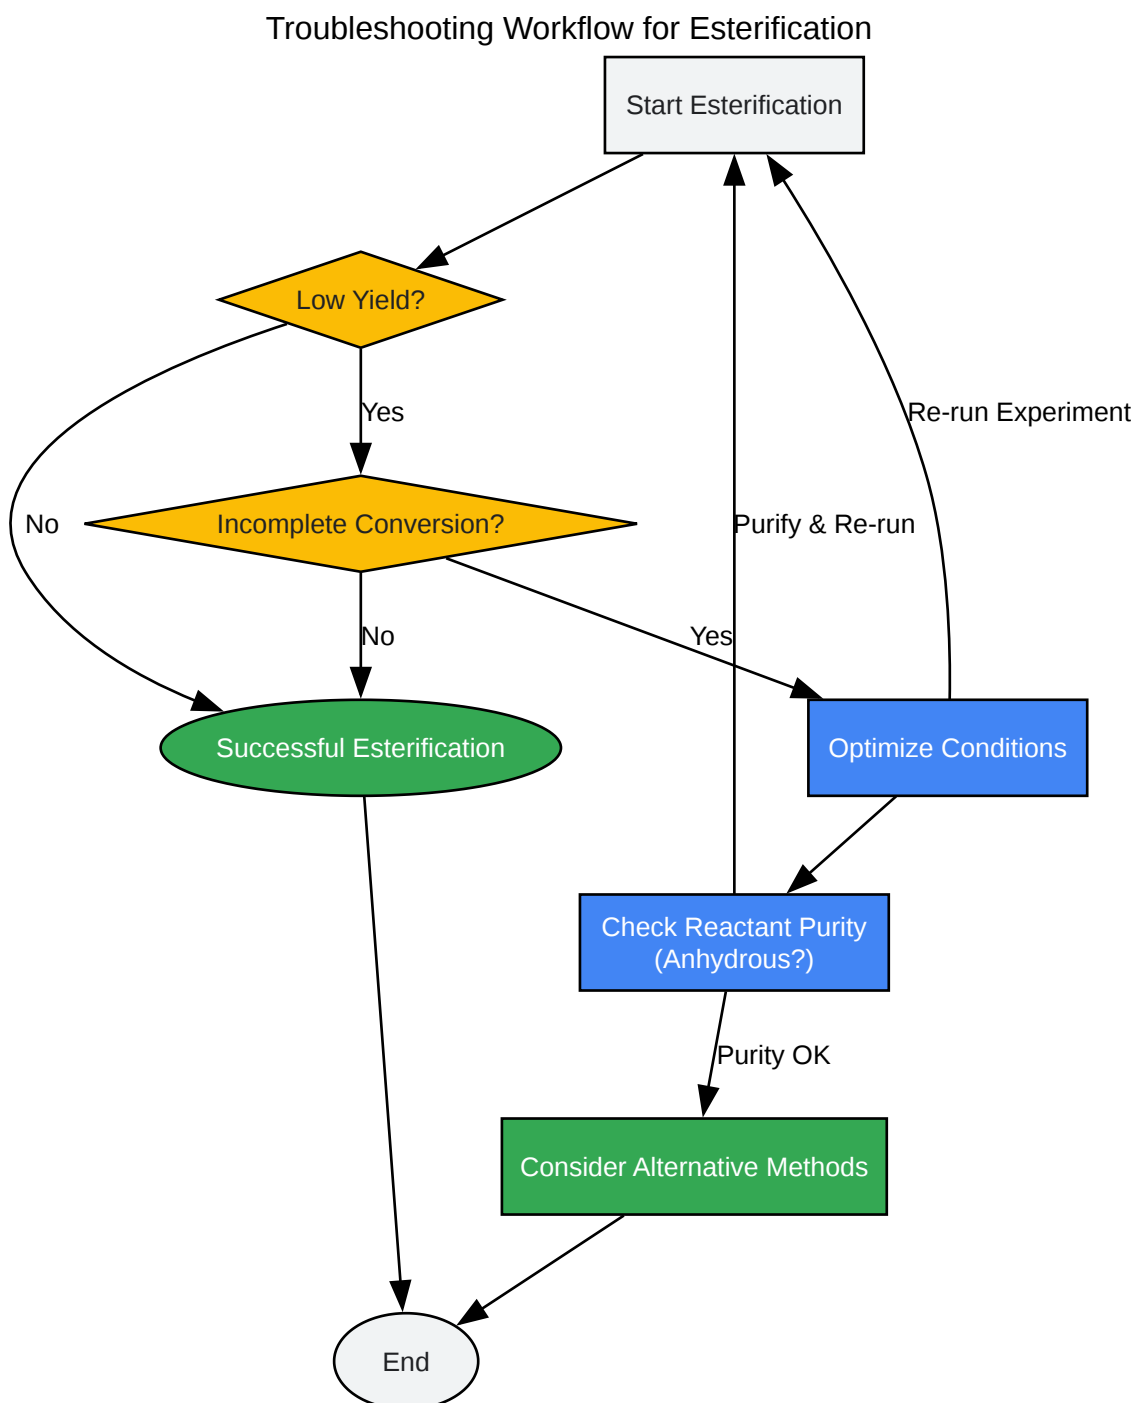 Troubleshooting Workflow for Esterification
Start Esterification
Low Yield?
Yes
Re-run Experiment
No
Incomplete Conversion?
Purify & Re-run
No
Yes
Successful Esterification
Optimize Conditions
Check Reactant Purity
(Anhydrous?)
Purity OK
Consider Alternative Methods
End